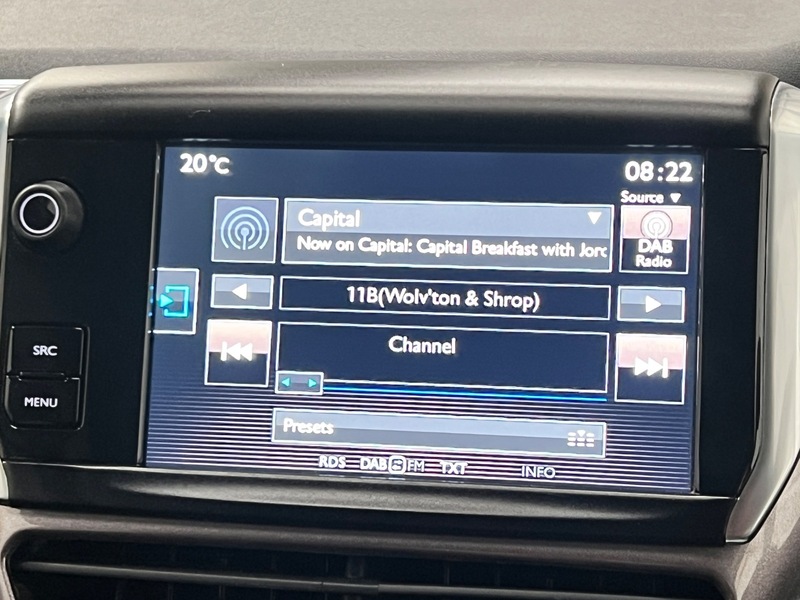 20°C
08:22
Source
Capital
Now on Capital: Capital Breakfast with Jorc
DAB
Radio
11B(Wolv'ton & Shrop)
SRC
Channel
MENU
Presets
RDS DAB FM TXT INFO